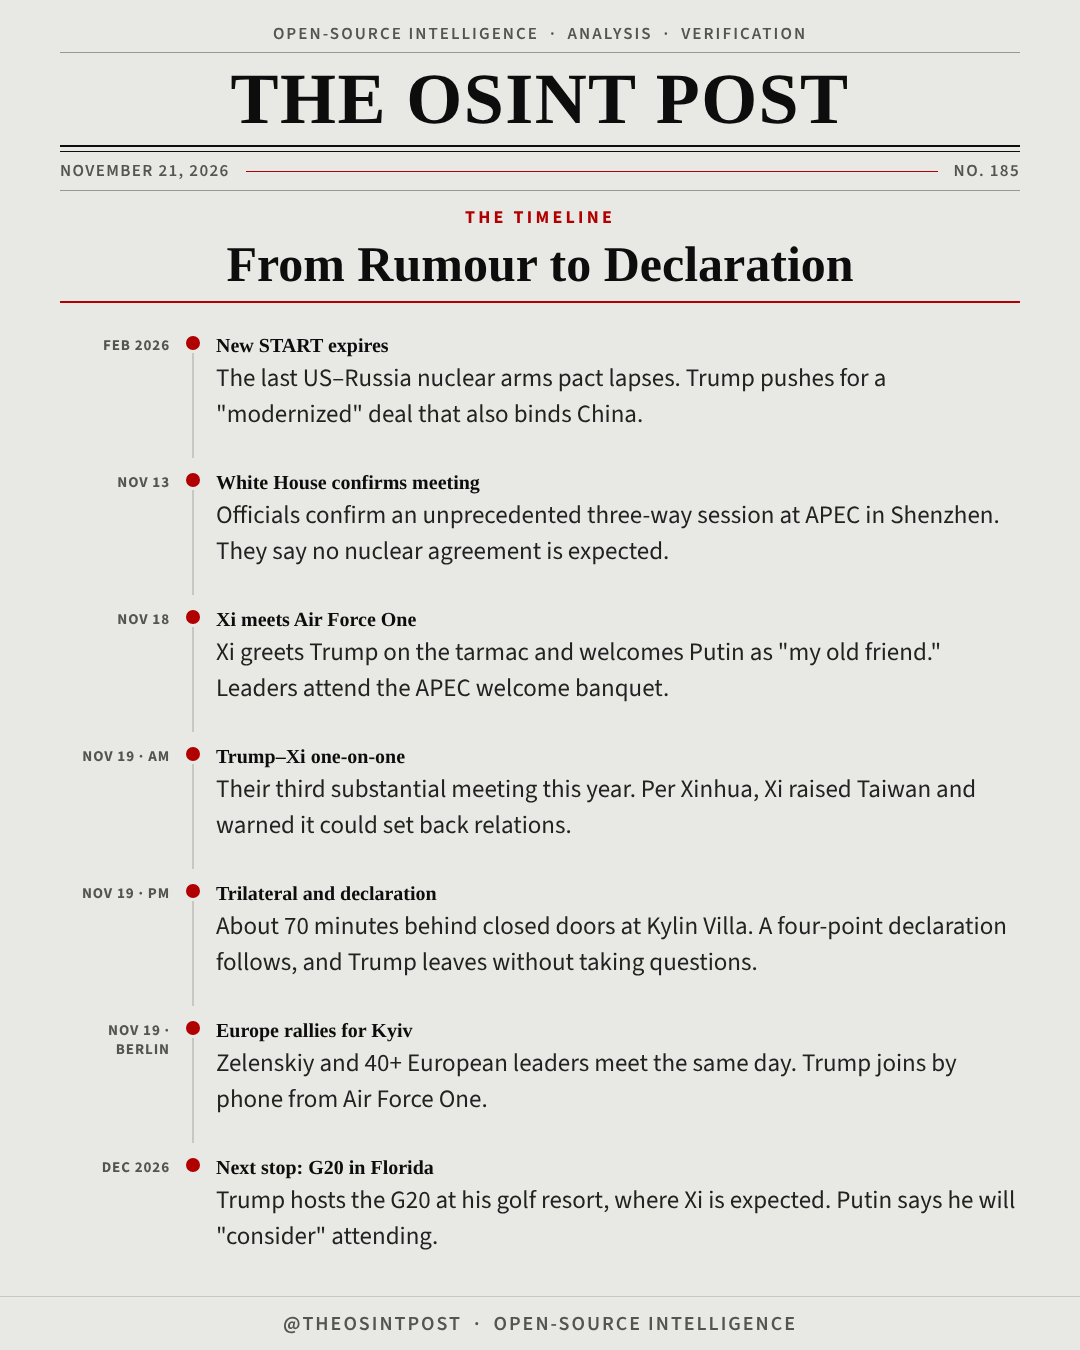 OPEN-SOURCE INTELLIGENCE · ANALYSIS · VERIFICATION
THE OSINT POST
NOVEMBER 21, 2026 NO. 185
THE TIMELINE
From Rumour to Declaration
FEB 2026
New START expires
The last US–Russia nuclear arms pact lapses. Trump pushes for a
"modernized" deal that also binds China.
NOV 13
White House confirms meeting
Officials confirm an unprecedented three-way session at APEC in Shenzhen.
They say no nuclear agreement is expected.
NOV 18
Xi meets Air Force One
Xi greets Trump on the tarmac and welcomes Putin as "my old friend."
Leaders attend the APEC welcome banquet.
NOV 19 · AM
Trump–Xi one-on-one
Their third substantial meeting this year. Per Xinhua, Xi raised Taiwan and
warned it could set back relations.
NOV 19 · PM
Trilateral and declaration
About 70 minutes behind closed doors at Kylin Villa. A four-point declaration
follows, and Trump leaves without taking questions.
NOV 19 ·
BERLIN
Europe rallies for Kyiv
Zelenskiy and 40+ European leaders meet the same day. Trump joins by
phone from Air Force One.
DEC 2026
Next stop: G20 in Florida
Trump hosts the G20 at his golf resort, where Xi is expected. Putin says he will
"consider" attending.
@THEOSINTPOST · OPEN-SOURCE INTELLIGENCE